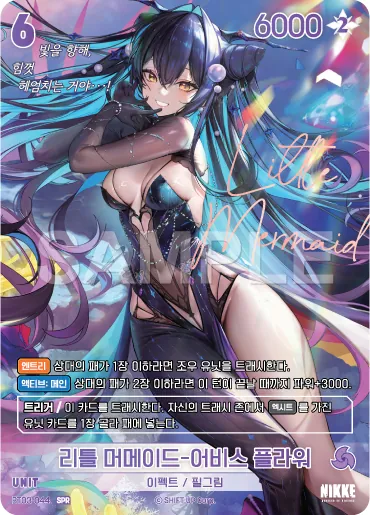 6
6000
2
빛을 향해,
힘껏
헤엄치는 거야…!
Little
Mermaid
SAMPLE
엔트리 상대의 패가 1장 이하라면 조우 유닛을 트래시한다.
액티브: 메인 상대의 패가 2장 이하라면 이 턴이 끝날 때까지 파워+3000.
트리거 / 이 카드를 트래시한다. 자신의 트래시 존에서 엑시트 를 가진
유닛 카드를 1장 골라 패에 넣는다.
리틀 머메이드-어비스 플라워
UNIT
이펙트 / 필그림
SPR
© SHIFT UP Corp.
NIKKE